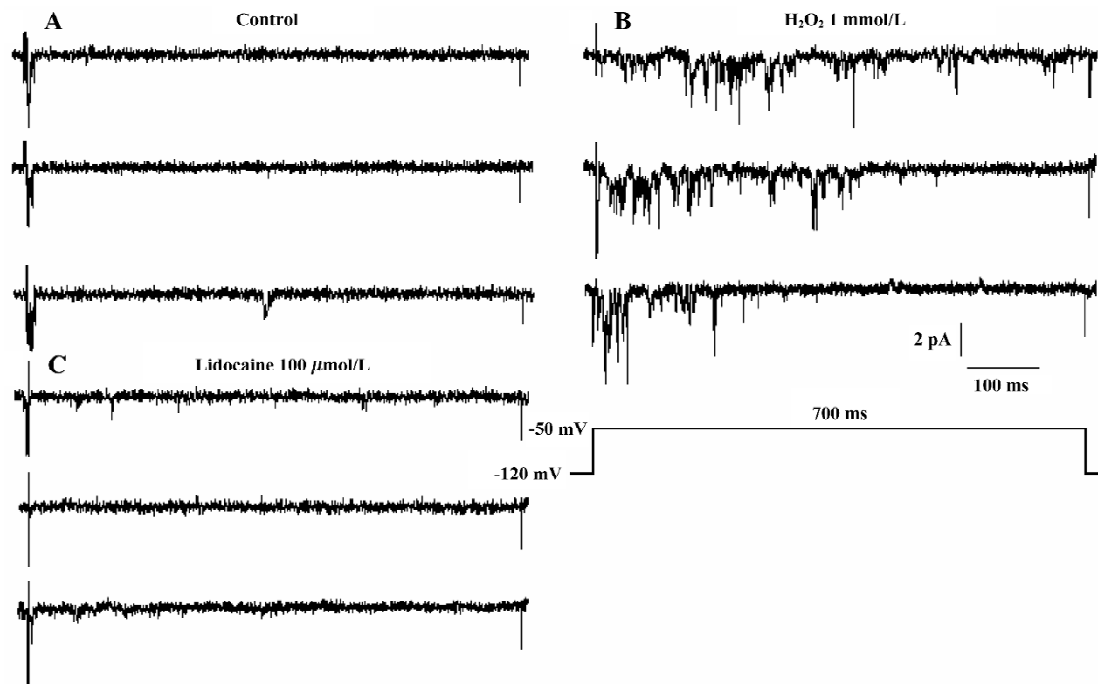 A
Control
B
H₂O₂ 1 mmol/L
2 pA
100 ms
C
Lidocaine 100 μmol/L
700 ms
-50 mV
-120 mV